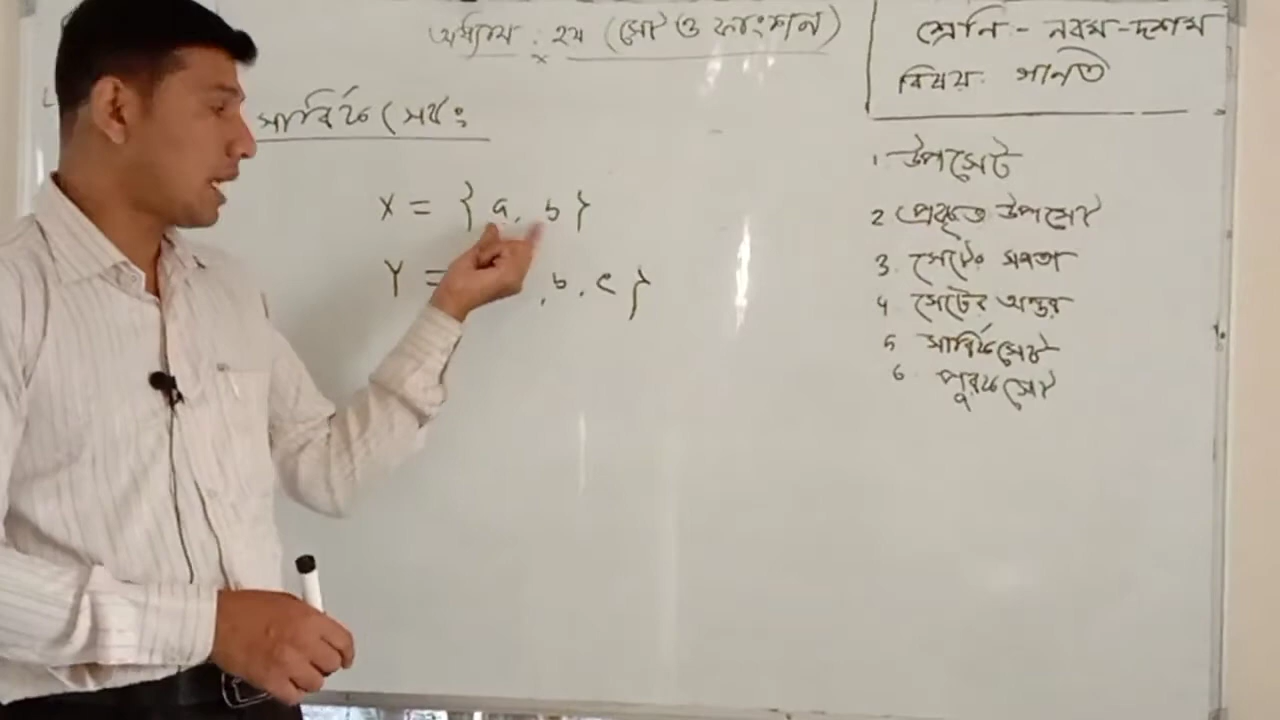 অধ্যায় : ২য় (সেট ও ফাংশন)
শ্রেনি - নবম-দশম
বিষয়: গনিত
সার্বিক সেট:
X = {a, b}
Y = , b, c}
1. উপসেট
2 প্রকৃত উপসেট
3. সেটের সমতা
4 সেটের অন্তর
5 সার্বিক সেট
6 পূরক সেট